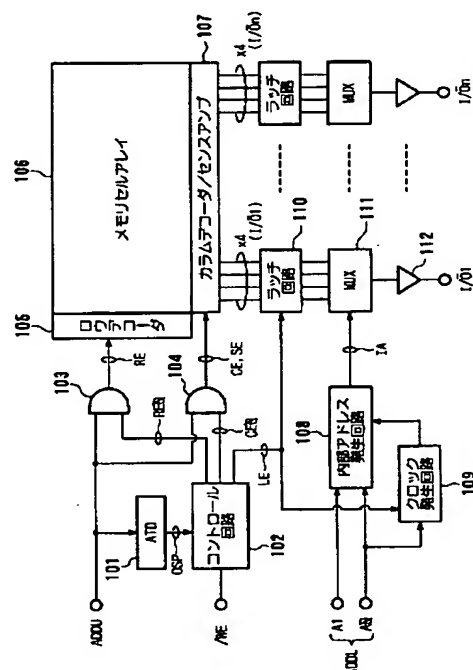 106
メモリセルアレイ
105
ロウデコーダ
カラムデコーダ/センスアンプ
107
RE
CE, SE
×4
(I/O1)
×4
(I/On)
103
104
REB
CEB
LE
ADDU
101
ATD
OSP
コントロール
回路
102
/WE
110
ラッチ
回路
ラッチ
回路
111
MUX
MUX
112
I/O1
I/On
IA
108
内部アドレス
発生回路
クロック
発生回路
109
A1
ADDL